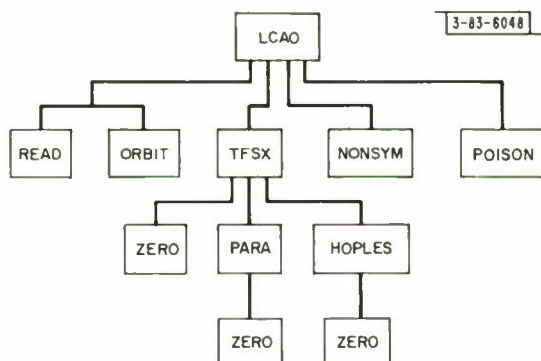 3-83-6048
LCAO
READ ORBIT TFSX NONSYM POISON
ZERO PARA HOPLES
ZERO ZERO